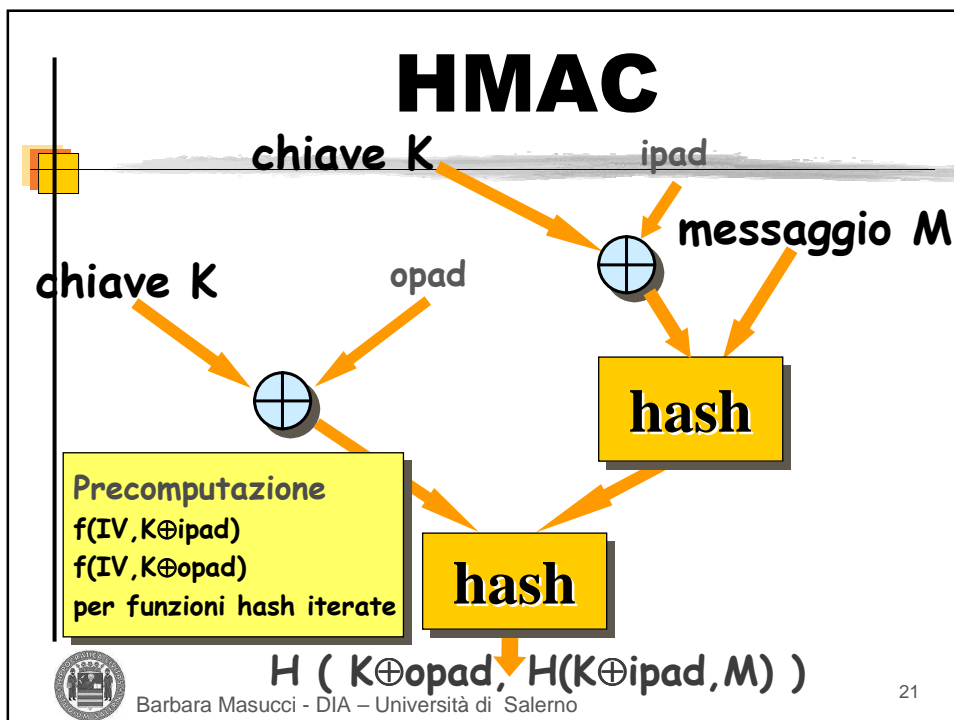 HMAC
chiave K
ipad
messaggio M
chiave K
opad
hash
Precomputazione
f(IV,K⊕ipad)
f(IV,K⊕opad)
per funzioni hash iterate
hash
H ( K⊕opad, H(K⊕ipad,M) )
Barbara Masucci - DIA – Università di Salerno
21